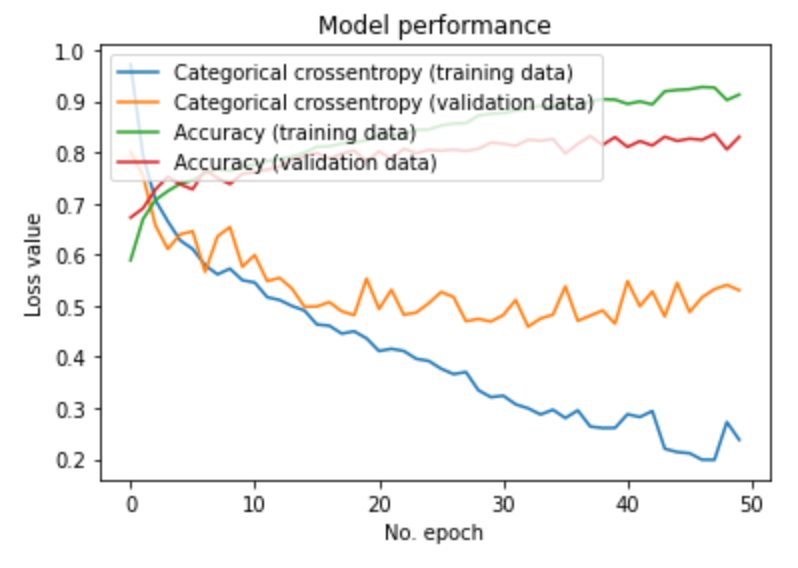 Model performance
1.0
0.9
0.8
0.7
0.6
0.5
0.4
0.3
0.2
Loss value
Categorical crossentropy (training data)
Categorical crossentropy (validation data)
Accuracy (training data)
Accuracy (validation data)
0 10 20 30 40 50
No. epoch